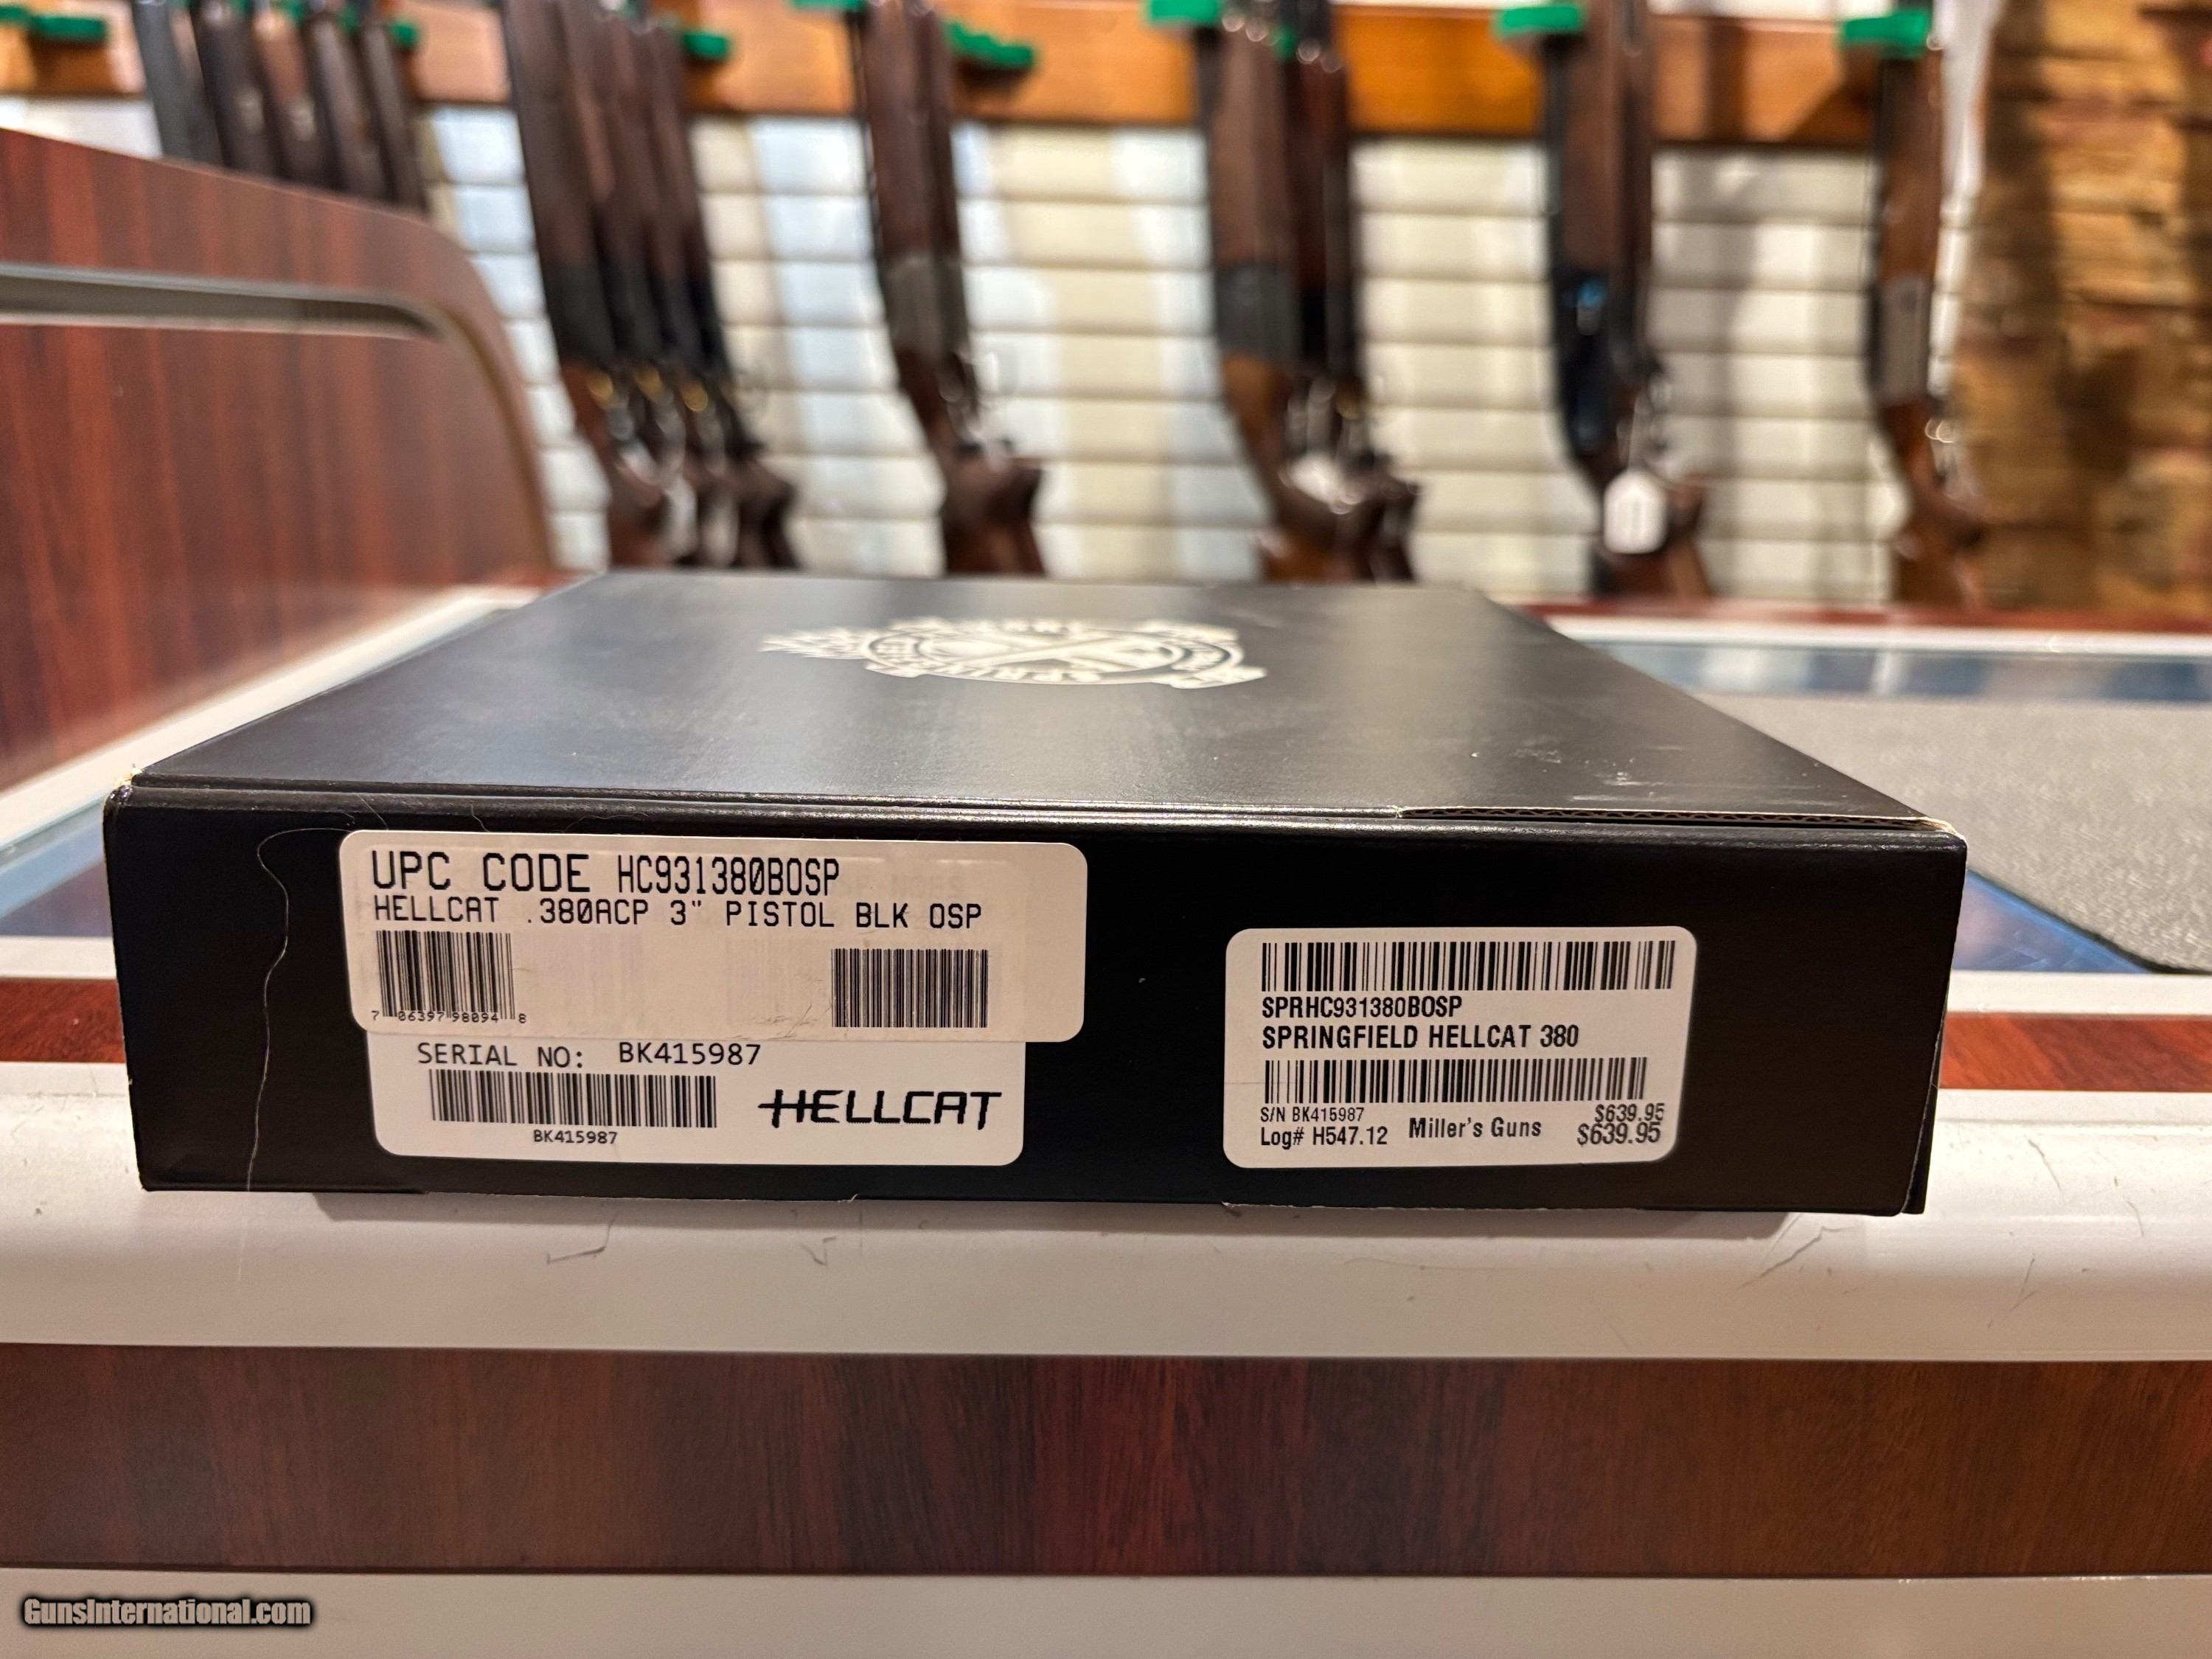 UPC CODE HC931380BOSP
HELLCAT .380ACP 3" PISTOL BLK OSP
7 06397 98094 8
SERIAL NO: BK415987
BK415987
HELLCAT
SPRHC931380BOSP
SPRINGFIELD HELLCAT 380
S/N BK415987 $639.95
Log# H547.12 Miller's Guns $639.95
GunsInternational.com